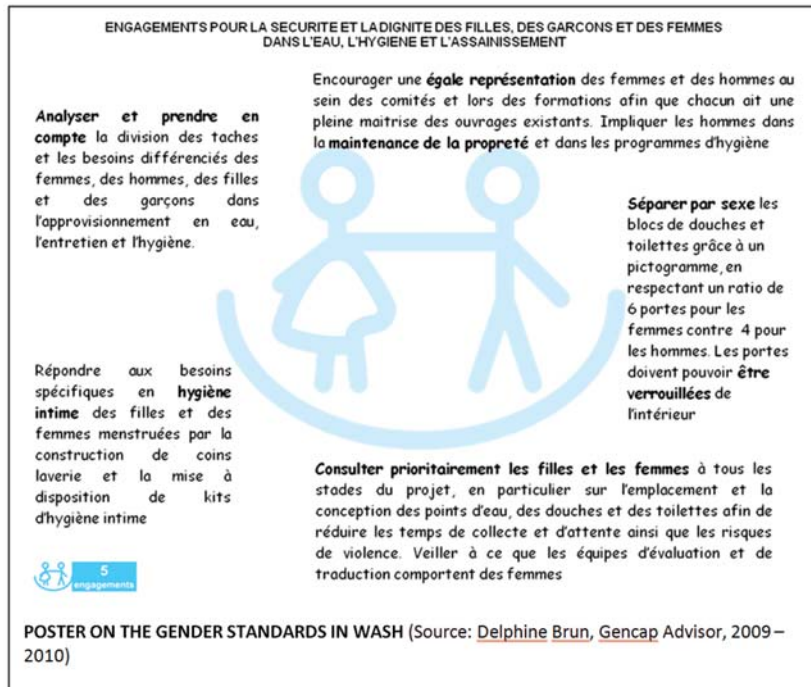 ENGAGEMENTS POUR LA SECURITE ET LA DIGNITE DES FILLES, DES GARCONS ET DES FEMMES
DANS L'EAU, L'HYGIENE ET L'ASSAINISSEMENT
Analyser et prendre en
compte la division des taches
et les besoins différenciés des
femmes, des hommes, des filles
et des garçons dans
l'approvisionnement en eau,
l'entretien et l'hygiène.
Encourager une égale représentation des femmes et des hommes au
sein des comités et lors des formations afin que chacun ait une
pleine maitrise des ouvrages existants. Impliquer les hommes dans
la maintenance de la propreté et dans les programmes d'hygiène
Séparer par sexe les
blocs de douches et
toilettes grâce à un
pictogramme, en
respectant un ratio de
6 portes pour les
femmes contre 4 pour
les hommes. Les portes
doivent pouvoir être
verrouillées de
l'intérieur
Répondre aux besoins
spécifiques en hygiène
intime des filles et des
femmes menstruées par la
construction de coins
laverie et la mise à
disposition de kits
d'hygiène intime
Consulter prioritairement les filles et les femmes à tous les
stades du projet, en particulier sur l'emplacement et la
conception des points d'eau, des douches et des toilettes afin de
réduire les temps de collecte et d'attente ainsi que les risques
de violence. Veiller à ce que les équipes d'évaluation et de
traduction comportent des femmes
5
engagements
POSTER ON THE GENDER STANDARDS IN WASH (Source: Delphine Brun, Gencap Advisor, 2009 –
2010)